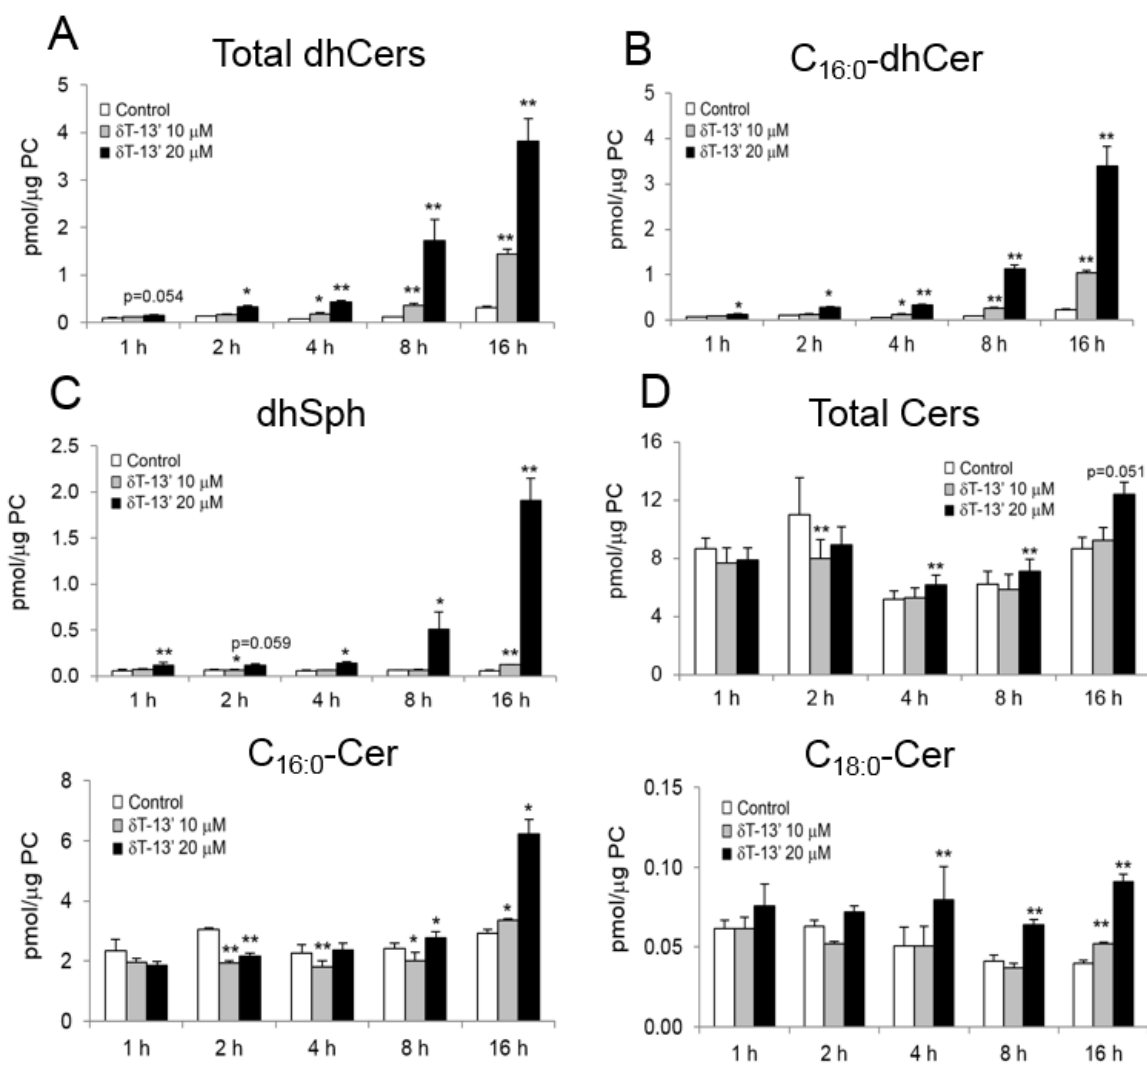 A
Total dhCers
5
4
3
2
1
0
pmol/µg PC
Control
δT-13' 10 µM
δT-13' 20 µM
p=0.054
*
*
**
**
**
**
**
1 h
2 h
4 h
8 h
16 h
B
C16:0-dhCer
5
4
3
2
1
0
pmol/µg PC
Control
δT-13' 10 µM
δT-13' 20 µM
*
*
*
**
**
**
**
**
1 h
2 h
4 h
8 h
16 h
C
dhSph
2.5
2.0
1.5
1.0
0.5
0.0
pmol/µg PC
Control
δT-13' 10 µM
δT-13' 20 µM
**
*
p=0.059
*
*
**
**
1 h
2 h
4 h
8 h
16 h
D
Total Cers
16
12
8
4
0
pmol/µg PC
Control
δT-13' 10 µM
δT-13' 20 µM
**
**
**
p=0.051
1 h
2 h
4 h
8 h
16 h
C16:0-Cer
8
6
4
2
0
pmol/µg PC
Control
δT-13' 10 µM
δT-13' 20 µM
**
**
**
*
*
*
*
1 h
2 h
4 h
8 h
16 h
C18:0-Cer
0.15
0.10
0.05
0.00
pmol/µg PC
Control
δT-13' 10 µM
δT-13' 20 µM
**
**
**
**
1 h
2 h
4 h
8 h
16 h